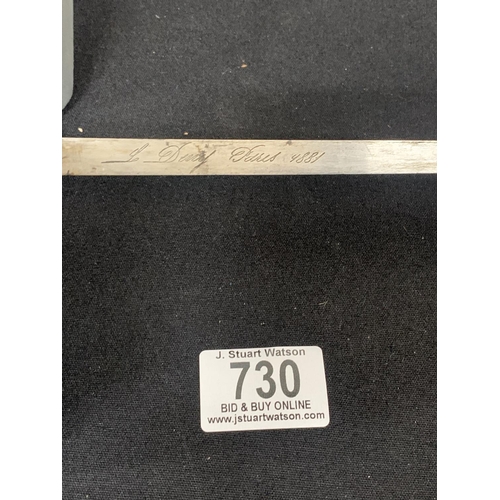 1881
J. Stuart Watson
730
BID & BUY ONLINE
www.jstuartwatson.com